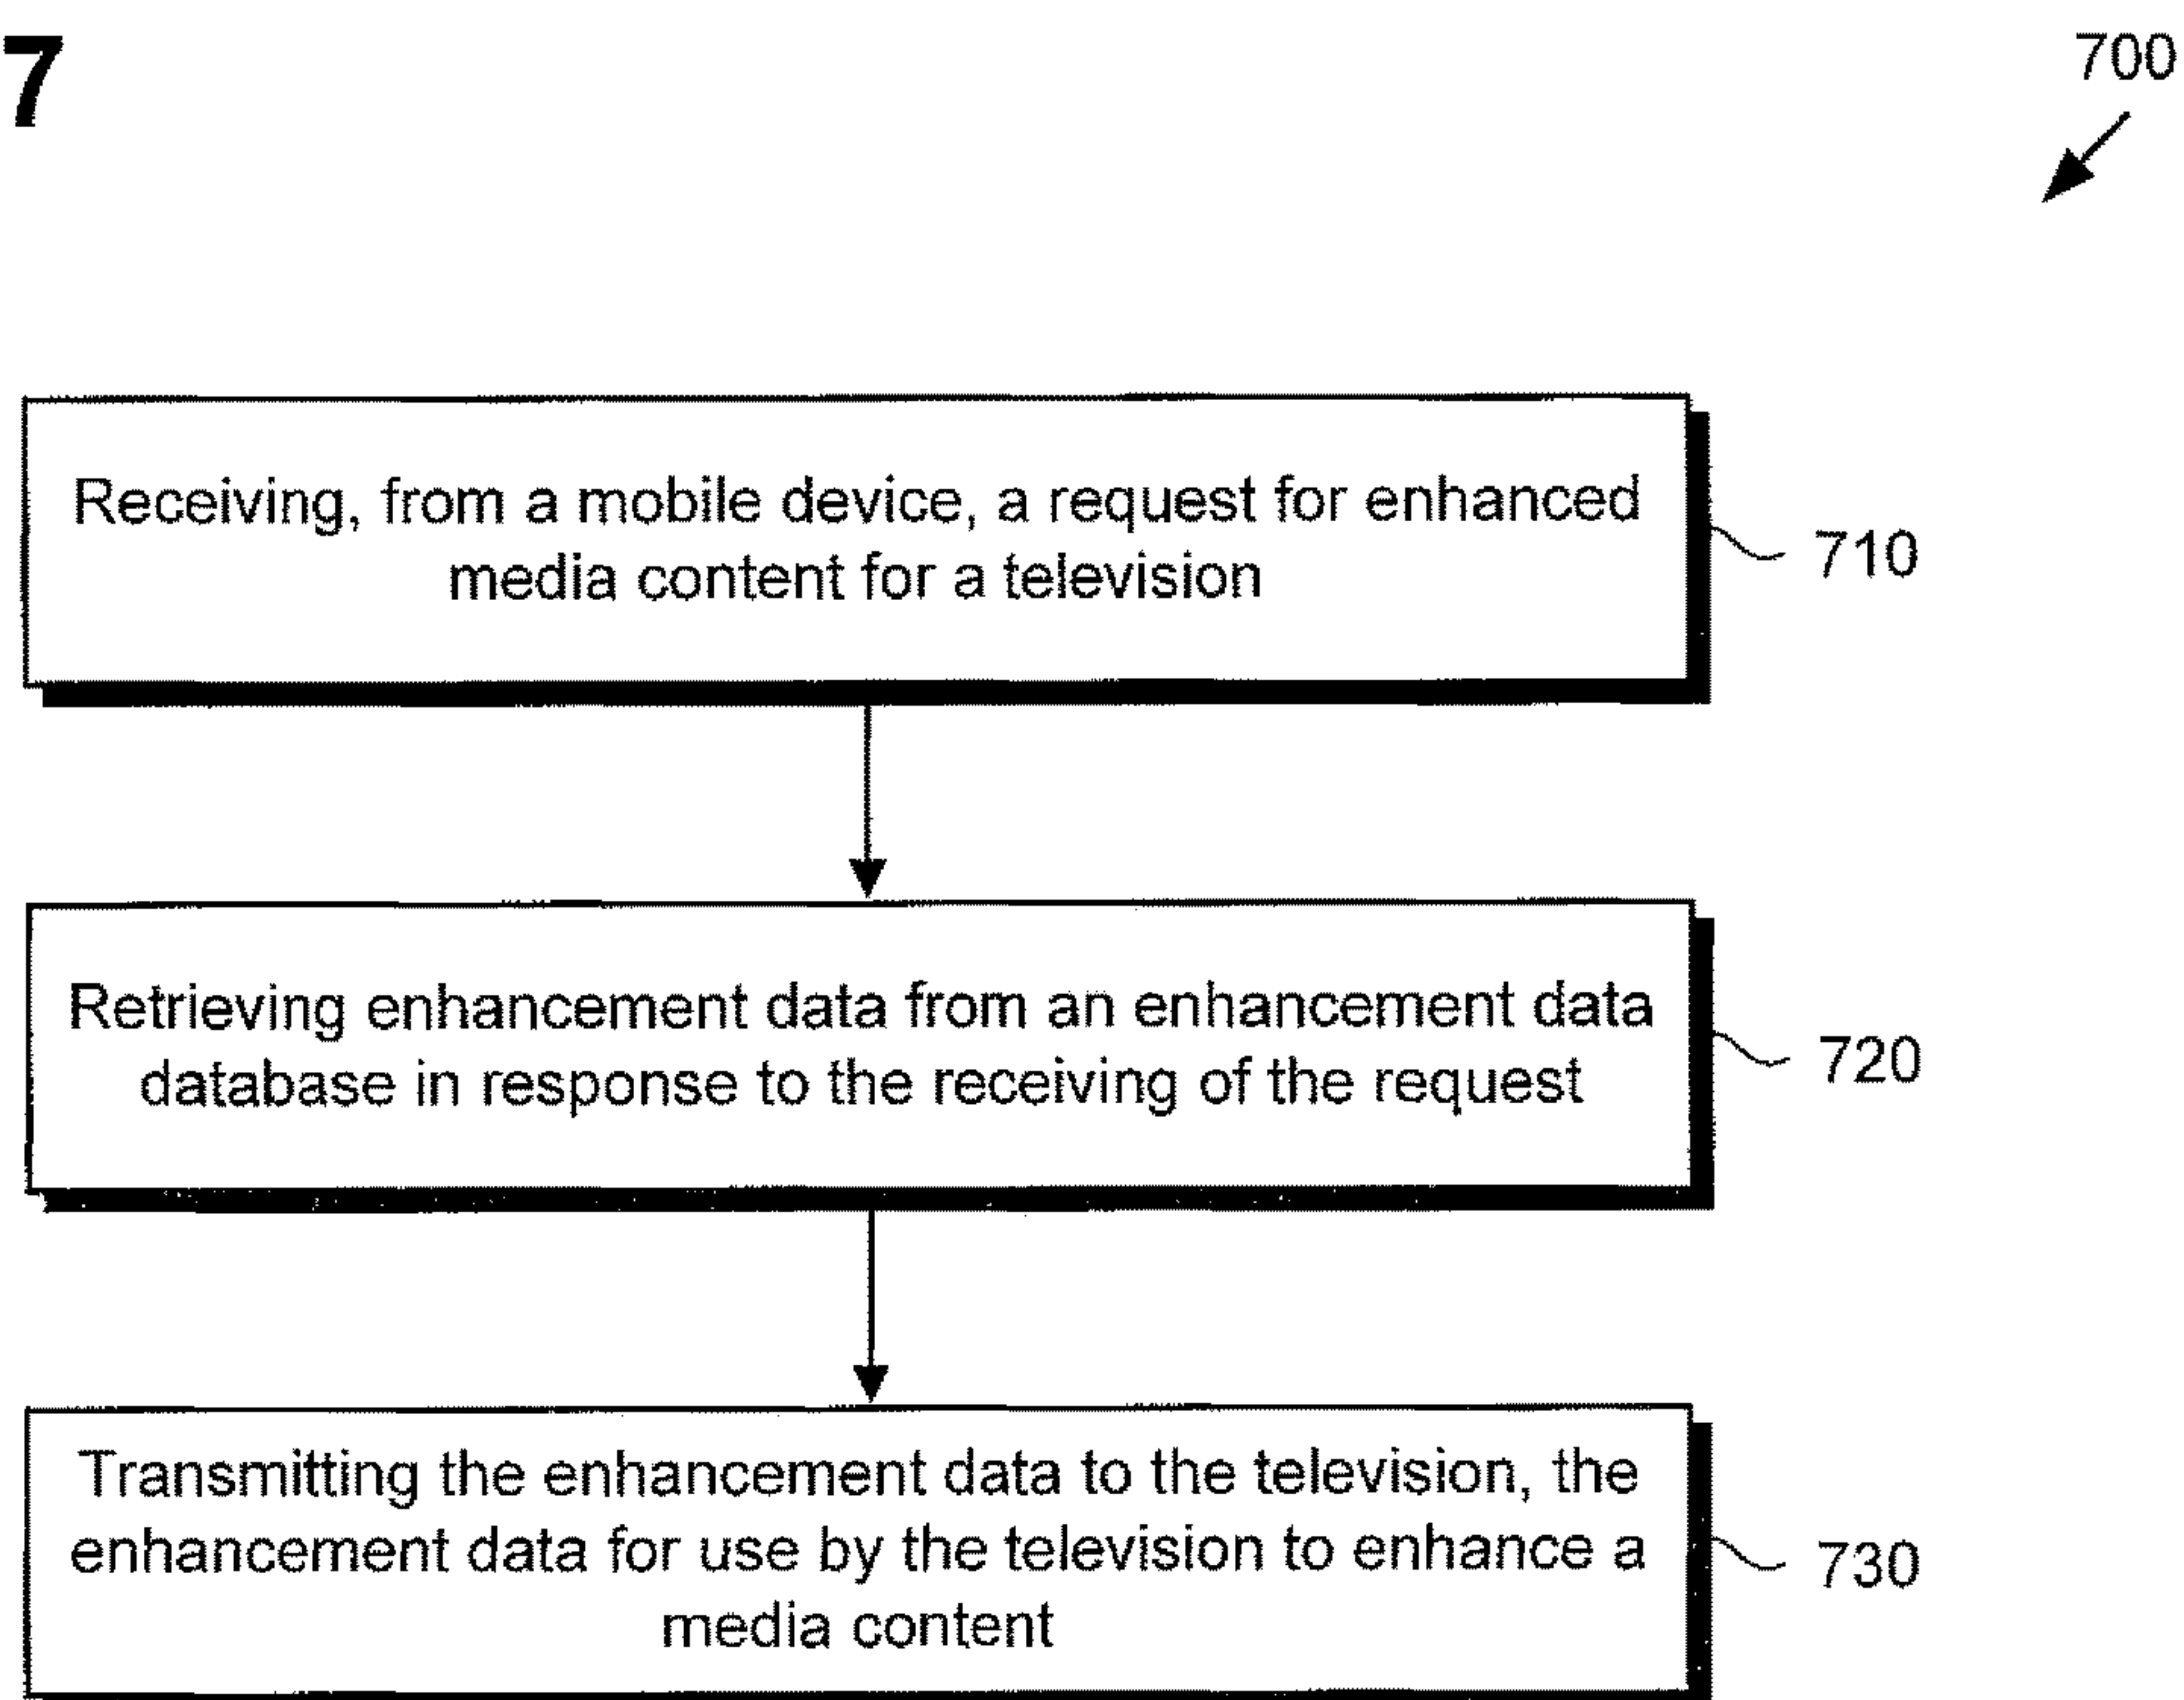 7
700
Receiving, from a mobile device, a request for enhanced
media content for a television
710
Retrieving enhancement data from an enhancement data
database in response to the receiving of the request
720
Transmitting the enhancement data to the television, the
enhancement data for use by the television to enhance a
media content
730